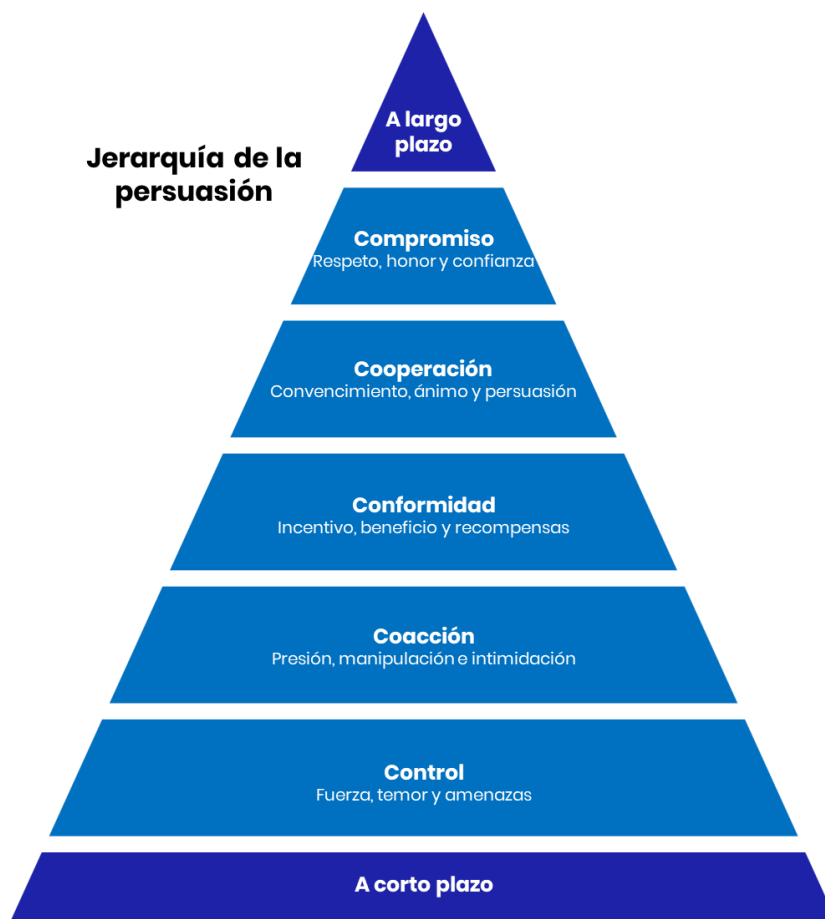 A largo
plazo
Jerarquía de la
persuasión
Compromiso
Respeto, honor y confianza
Cooperación
Convencimiento, ánimo y persuasión
Conformidad
Incentivo, beneficio y recompensas
Coacción
Presión, manipulación e intimidación
Control
Fuerza, temor y amenazas
A corto plazo